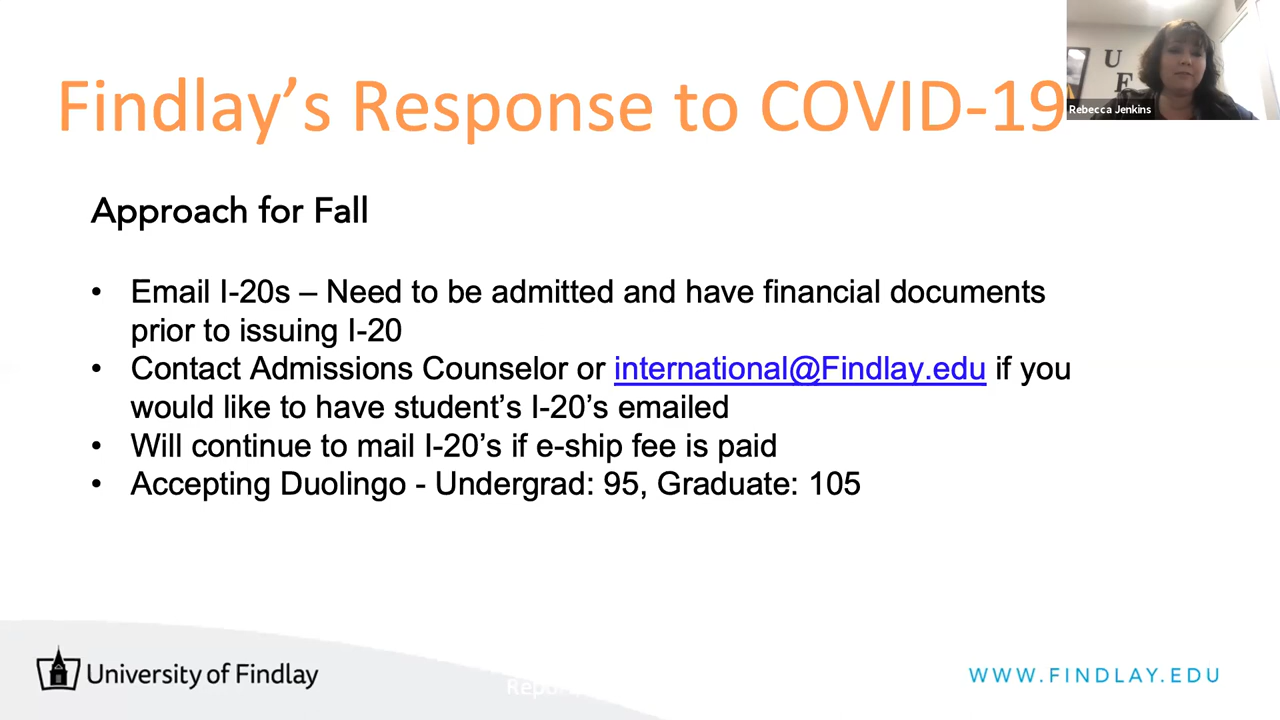 Findlay’s Response to COVID-19
U
F
Rebecca Jenkins
Approach for Fall
• Email I-20s – Need to be admitted and have financial documents
prior to issuing I-20
• Contact Admissions Counselor or international@Findlay.edu if you
would like to have student’s I-20’s emailed
• Will continue to mail I-20’s if e-ship fee is paid
• Accepting Duolingo - Undergrad: 95, Graduate: 105
University of Findlay
WWW.FINDLAY.EDU